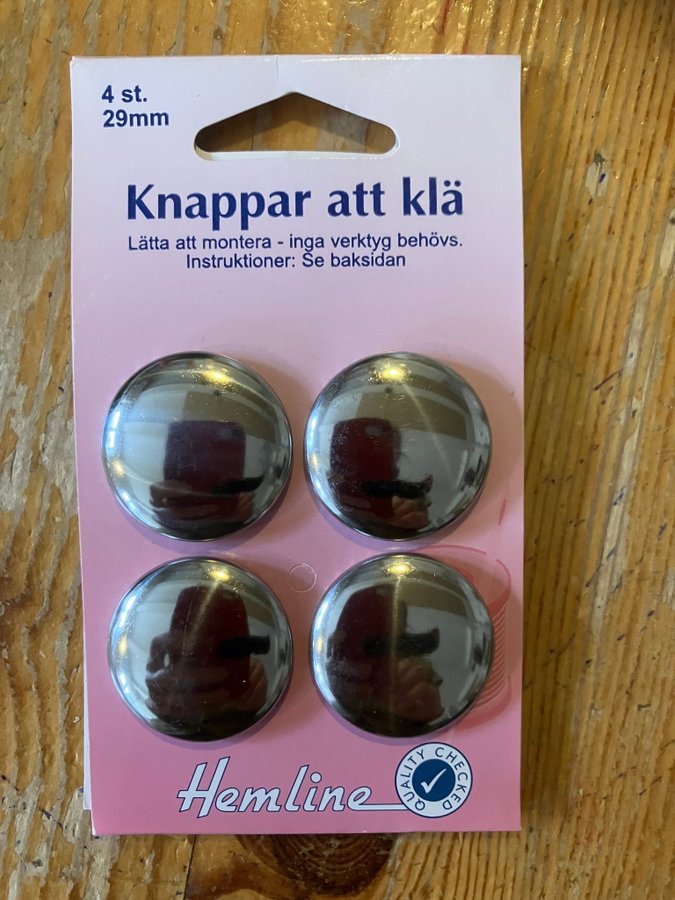 4 st.
29mm
Knappar att klä
Lätta att montera - inga verktyg behövs.
Instruktioner: Se baksidan
Hemline
QUALITY CHECKED